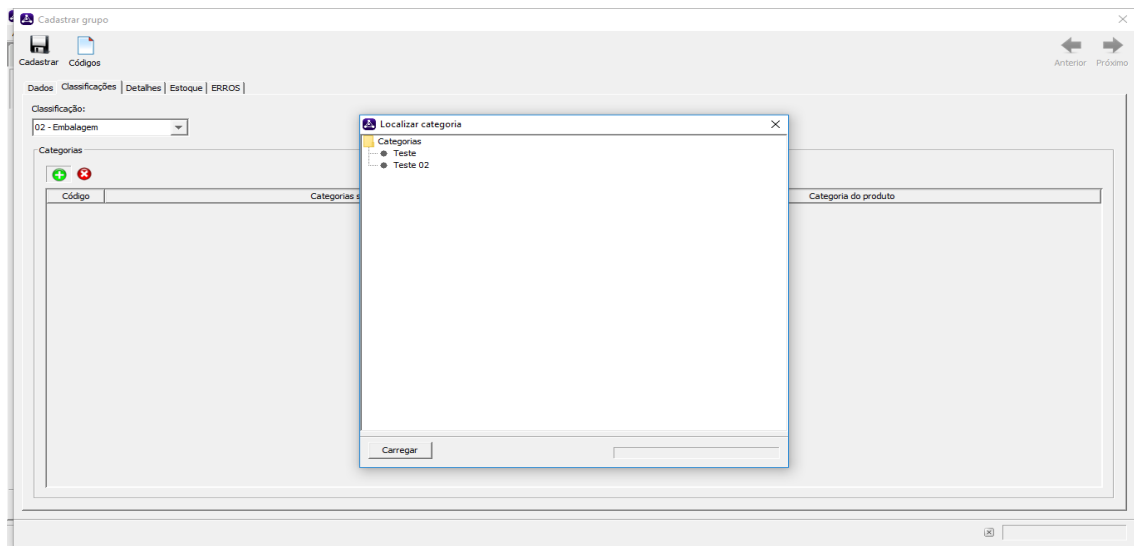 Cadastrar grupo
Cadastrar Códigos
Anterior Próximo
Dados Classificações Detalhes Estoque ERROS
Classificação:
02 - Embalagem
Categorias
Código Categorias s
Categoria do produto
Localizar categoria
Categorias
Teste
Teste 02
Carregar